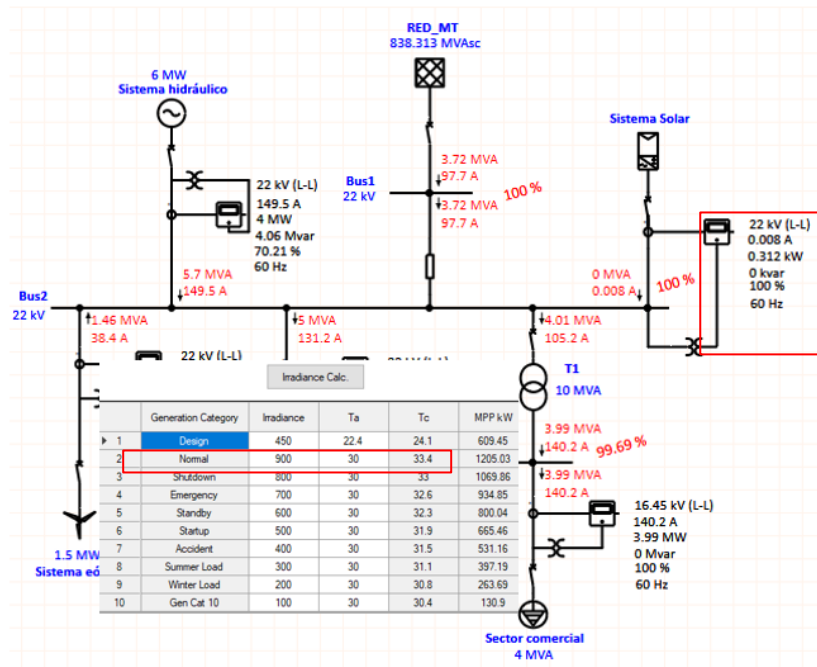 RED_MT
838.313 MVAsc
6 MW
Sistema hidráulico
Sistema Solar
3.72 MVA
97.7 A
Bus1
22 kV
100 %
3.72 MVA
97.7 A
22 kV (L-L)
149.5 A
4 MW
4.06 Mvar
70.21 %
60 Hz
22 kV (L-L)
0.008 A
0.312 kW
0 kvar
100 %
60 Hz
5.7 MVA
149.5 A
0 MVA
0.008 A
100 %
Bus2
22 kV
1.46 MVA
38.4 A
5 MVA
131.2 A
4.01 MVA
105.2 A
22 kV (L-L)
T1
10 MVA
Irradiance Calc.
Generation Category Irradiance Ta Tc MPP kW
1 Design 450 22.4 24.1 609.45
2 Normal 900 30 33.4 1205.03
3 Shutdown 800 30 33 1069.86
4 Emergency 700 30 32.6 934.85
5 Standby 600 30 32.3 800.04
6 Startup 500 30 31.9 665.46
7 Accident 400 30 31.5 531.16
8 Summer Load 300 30 31.1 397.19
9 Winter Load 200 30 30.8 263.69
10 Gen Cat 10 100 30 30.4 130.9
3.99 MVA
140.2 A
99.69 %
3.99 MVA
140.2 A
16.45 kV (L-L)
140.2 A
3.99 MW
0 Mvar
100 %
60 Hz
1.5 MW
Sistema eó
Sector comercial
4 MVA